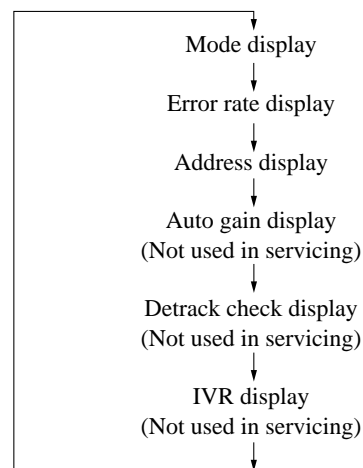 Mode display
Error rate display
Address display
Auto gain display
(Not used in servicing)
Detrack check display
(Not used in servicing)
IVR display
(Not used in servicing)